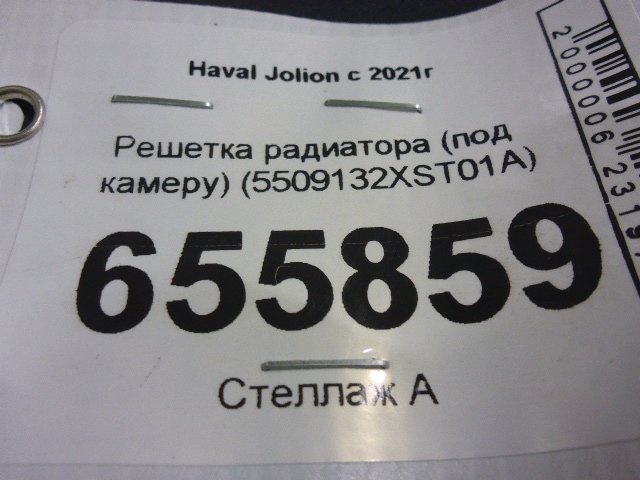 Haval Jolion с 2021г
Решетка радиатора (под
камеру) (5509132XST01A)
655859
Стеллаж А